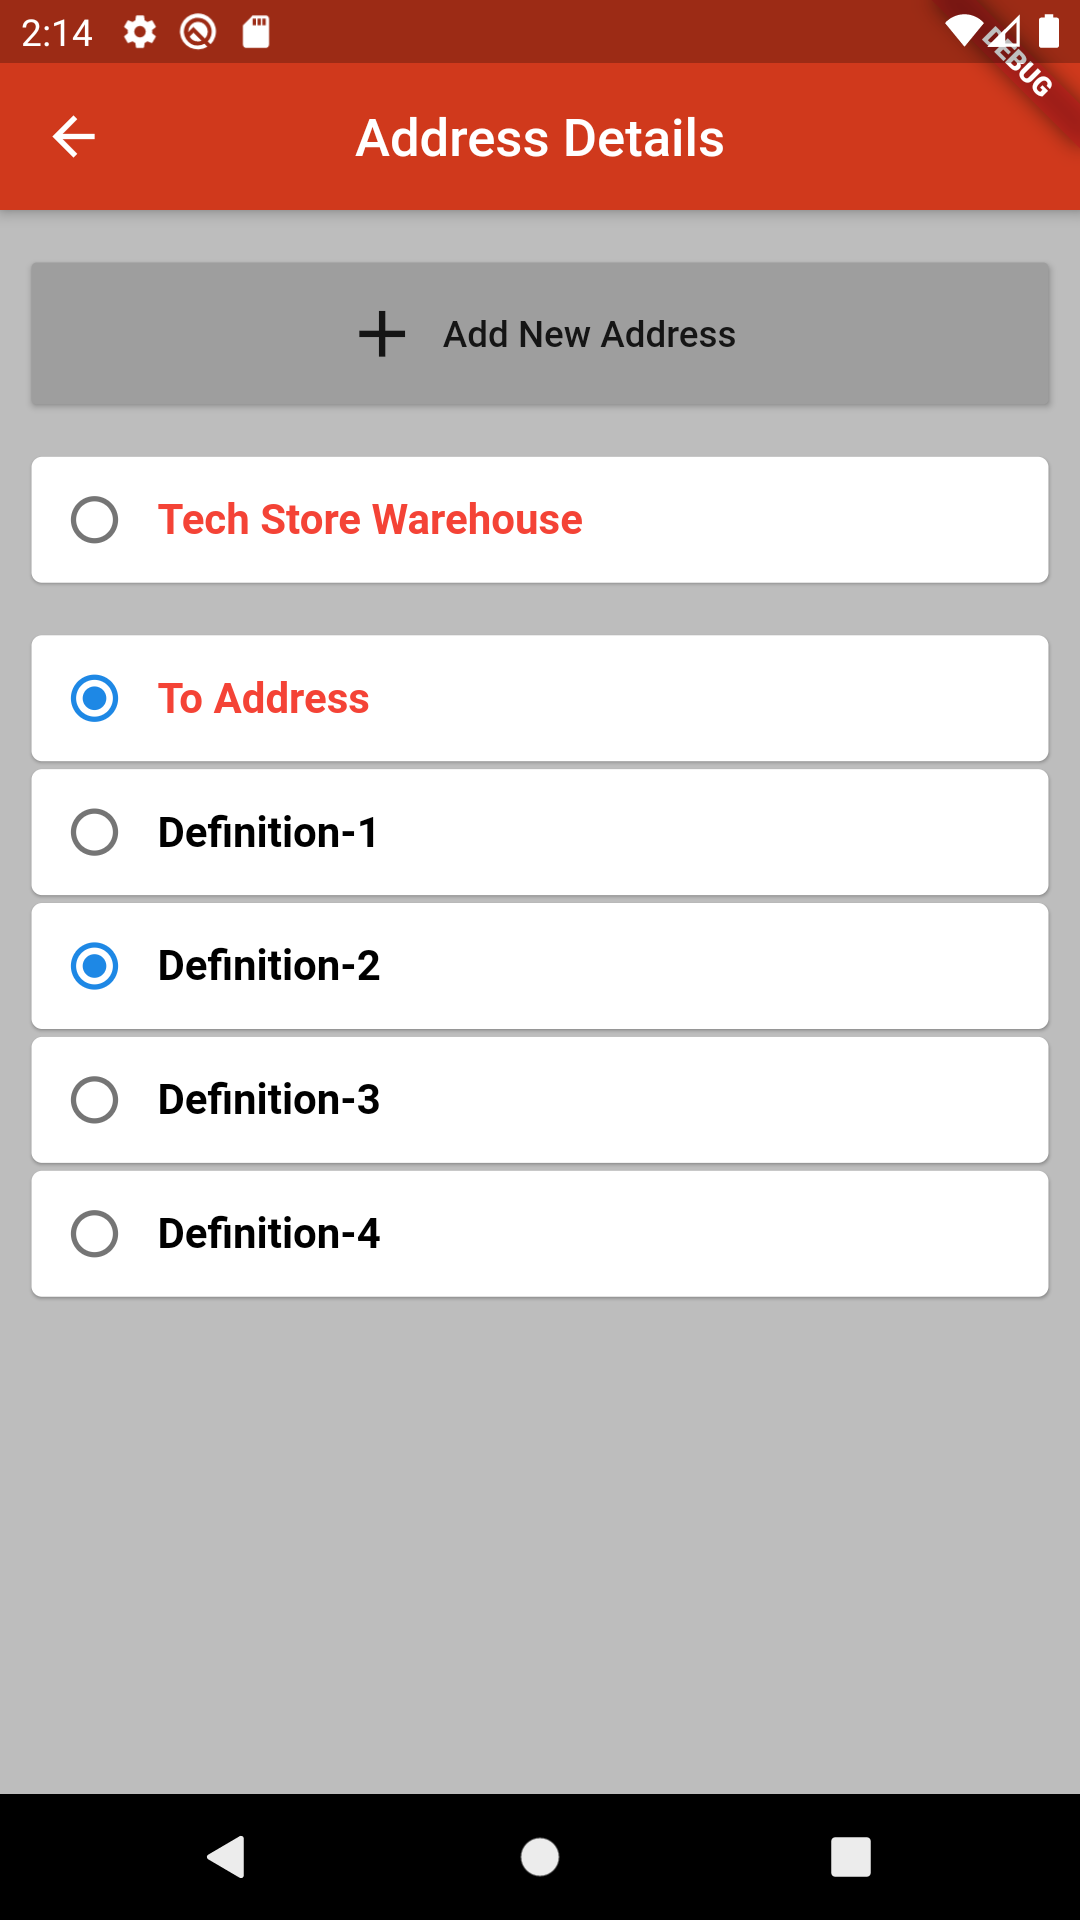 2:14
DEBUG
Address Details
Add New Address
Tech Store Warehouse
To Address
Definition-1
Definition-2
Definition-3
Definition-4